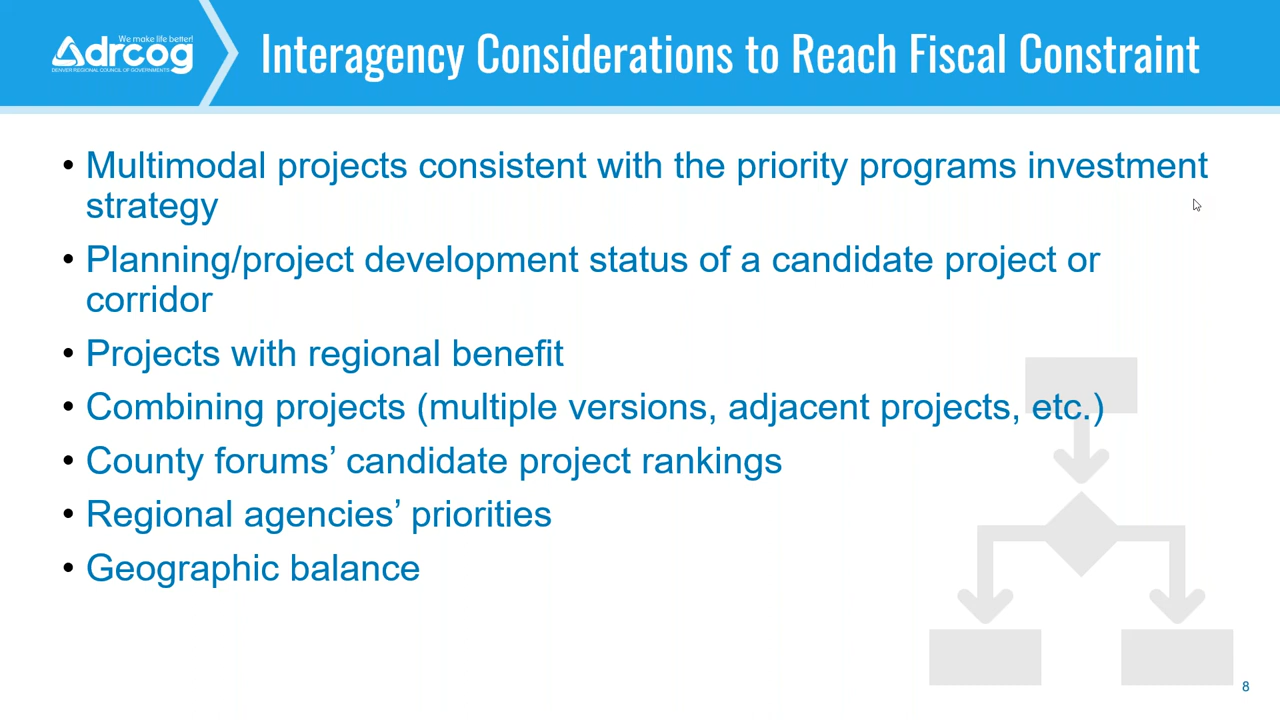 We make life better!
drcog
DENVER REGIONAL COUNCIL OF GOVERNMENTS
Interagency Considerations to Reach Fiscal Constraint
• Multimodal projects consistent with the priority programs investment
strategy
• Planning/project development status of a candidate project or
corridor
• Projects with regional benefit
• Combining projects (multiple versions, adjacent projects, etc.)
• County forums’ candidate project rankings
• Regional agencies’ priorities
• Geographic balance
8